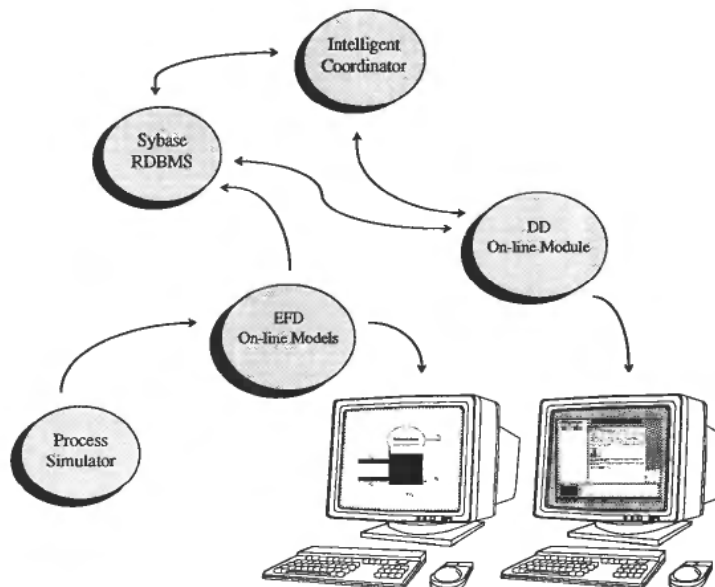 Intelligent
Coordinator
Sybase
RDBMS
DD
On-line Module
EFD
On-line Models
Process
Simulator